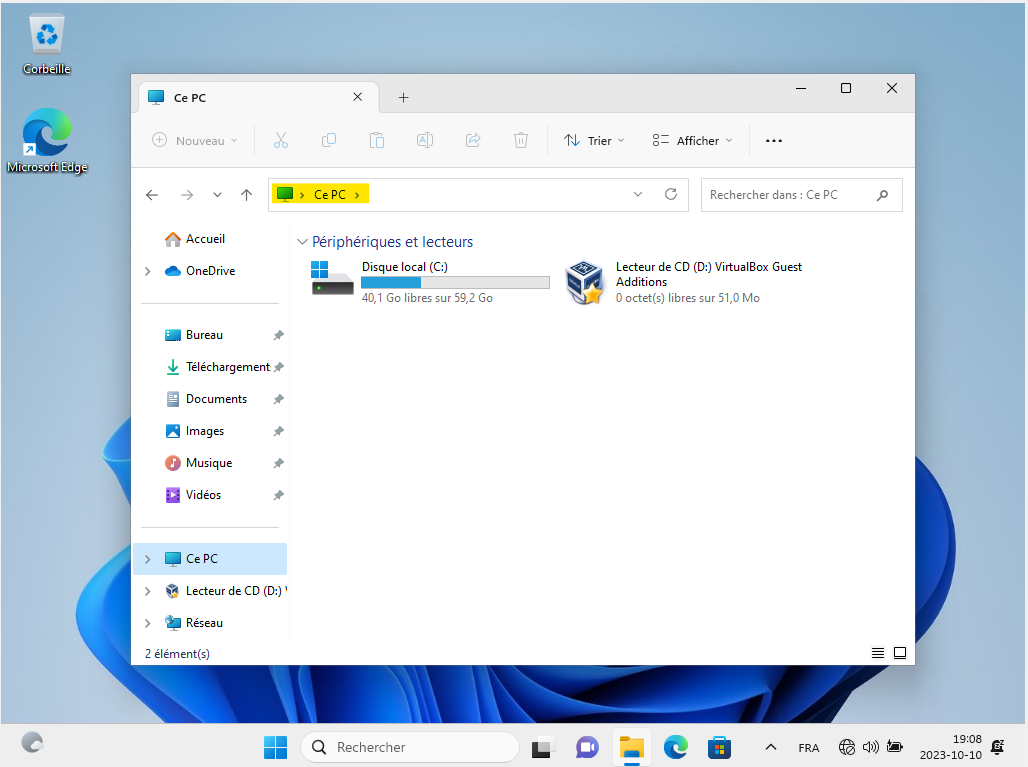 Corbeille
Microsoft Edge
Ce PC
Nouveau
Trier
Afficher
Ce PC
Rechercher dans : Ce PC
Accueil
OneDrive
Bureau
Téléchargement
Documents
Images
Musique
Vidéos
Ce PC
Lecteur de CD (D:) V
Réseau
Périphériques et lecteurs
Disque local (C:)
40,1 Go libres sur 59,2 Go
Lecteur de CD (D:) VirtualBox Guest
Additions
0 octet(s) libres sur 51,0 Mo
2 élément(s)
Rechercher
FRA
19:08
2023-10-10